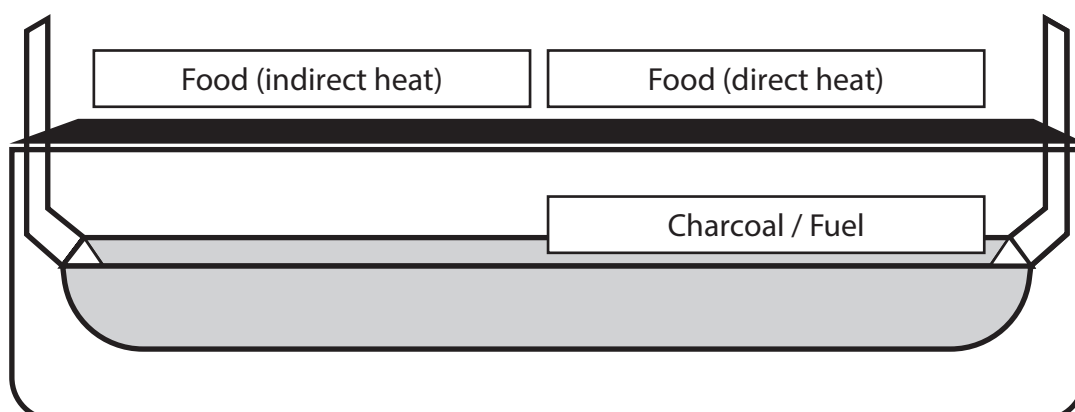 Food (indirect heat)
Food (direct heat)
Charcoal / Fuel